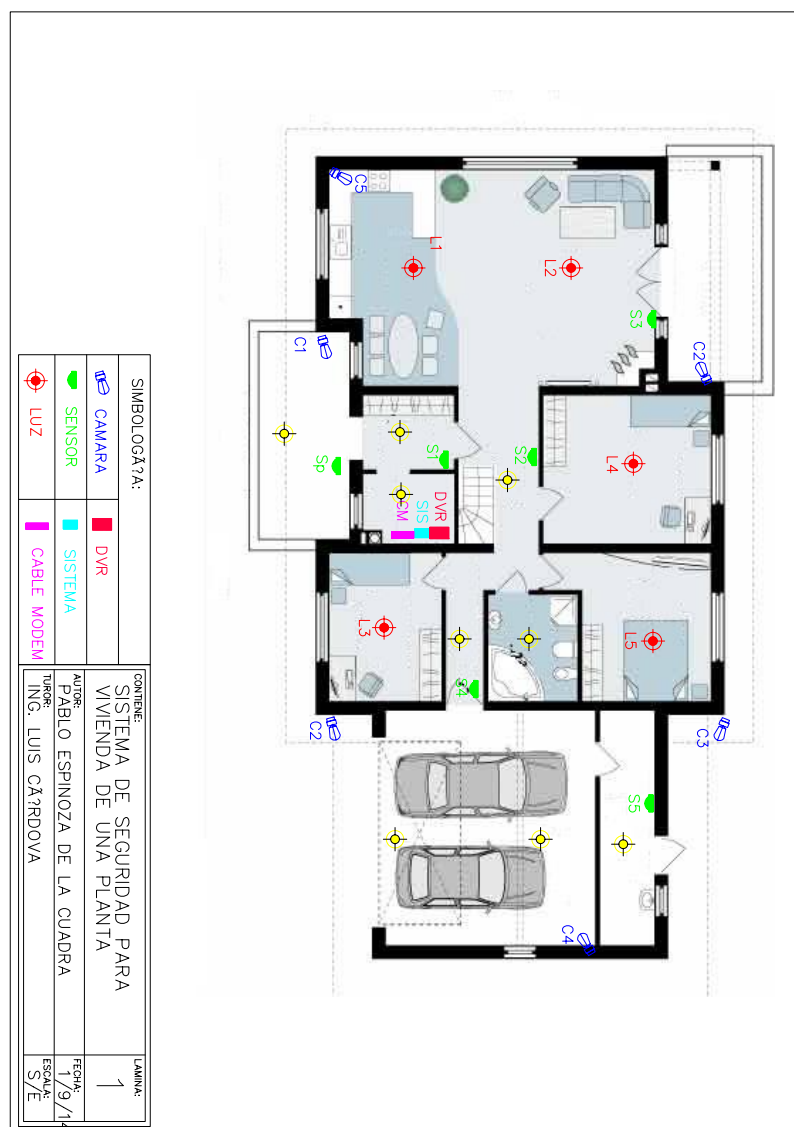 C5
L1
L2
S3
C2
C1
Sp
S1
S2
L4
DVR
SIS
CM
L3
L5
S4
C2
C3
S5
C4
SIMBOLOGÃ?A:
CAMARA
DVR
SENSOR
SISTEMA
LUZ
CABLE MODEM
CONTIENE:
SISTEMA DE SEGURIDAD PARA
VIVIENDA DE UNA PLANTA
LAMINA:
1
AUTOR:
PABLO ESPINOZA DE LA CUADRA
FECHA:
1/9/14
TUROR:
ING. LUIS CÃ?RDOVA
ESCALA:
S/E